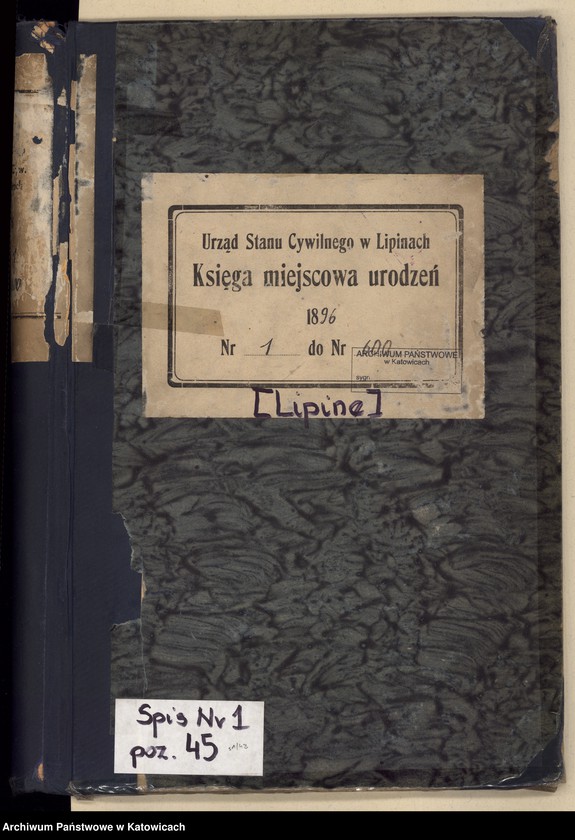 Urząd Stanu Cywilnego w Lipinach
Księga miejscowa urodzeń
1896
Nr 1 do Nr 600
ARCHIWUM PAŃSTWOWE
w Katowicach
sygn.
[Lipine]
Spis Nr 1
poz. 45
Archiwum Państwowe w Katowicach